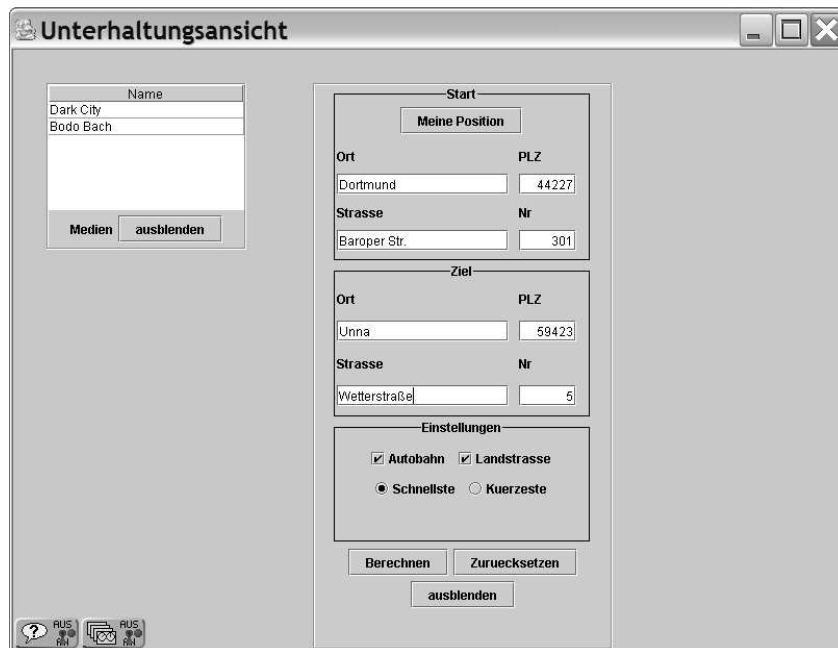 Unterhaltungsansicht
Name
Dark City
Bodo Bach
Medien ausblenden
Start
Meine Position
Ort PLZ
Dortmund 44227
Strasse Nr
Baroper Str. 301
Ziel
Ort PLZ
Unna 59423
Strasse Nr
Wetterstraße 5
Einstellungen
Autobahn Landstrasse
Schnellste Kuerzeste
Berechnen Zuruecksetzen
ausblenden
? AUS AUS
AN AN